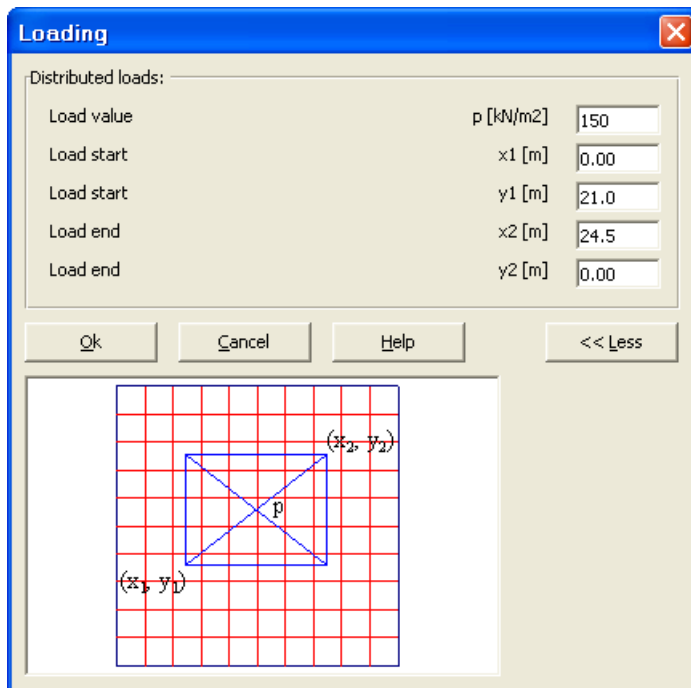 Loading
Distributed loads:
Load value p [kN/m2] 150
Load start x1 [m] 0.00
Load start y1 [m] 21.0
Load end x2 [m] 24.5
Load end y2 [m] 0.00
Ok Cancel Help << Less
(x₂, y₂)
p
(x₁, y₁)